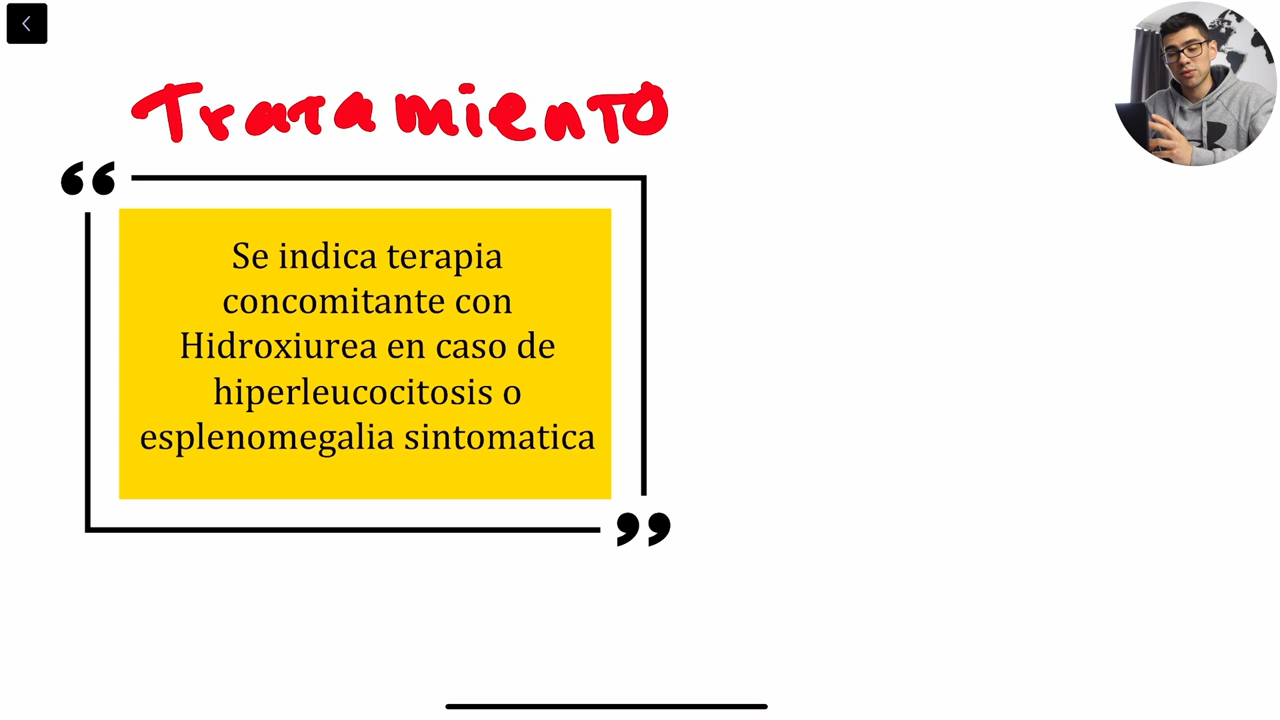 Tratamiento
“
Se indica terapia
concomitante con
Hidroxiurea en caso de
hiperleucocitosis o
esplenomegalia sintomatica
”